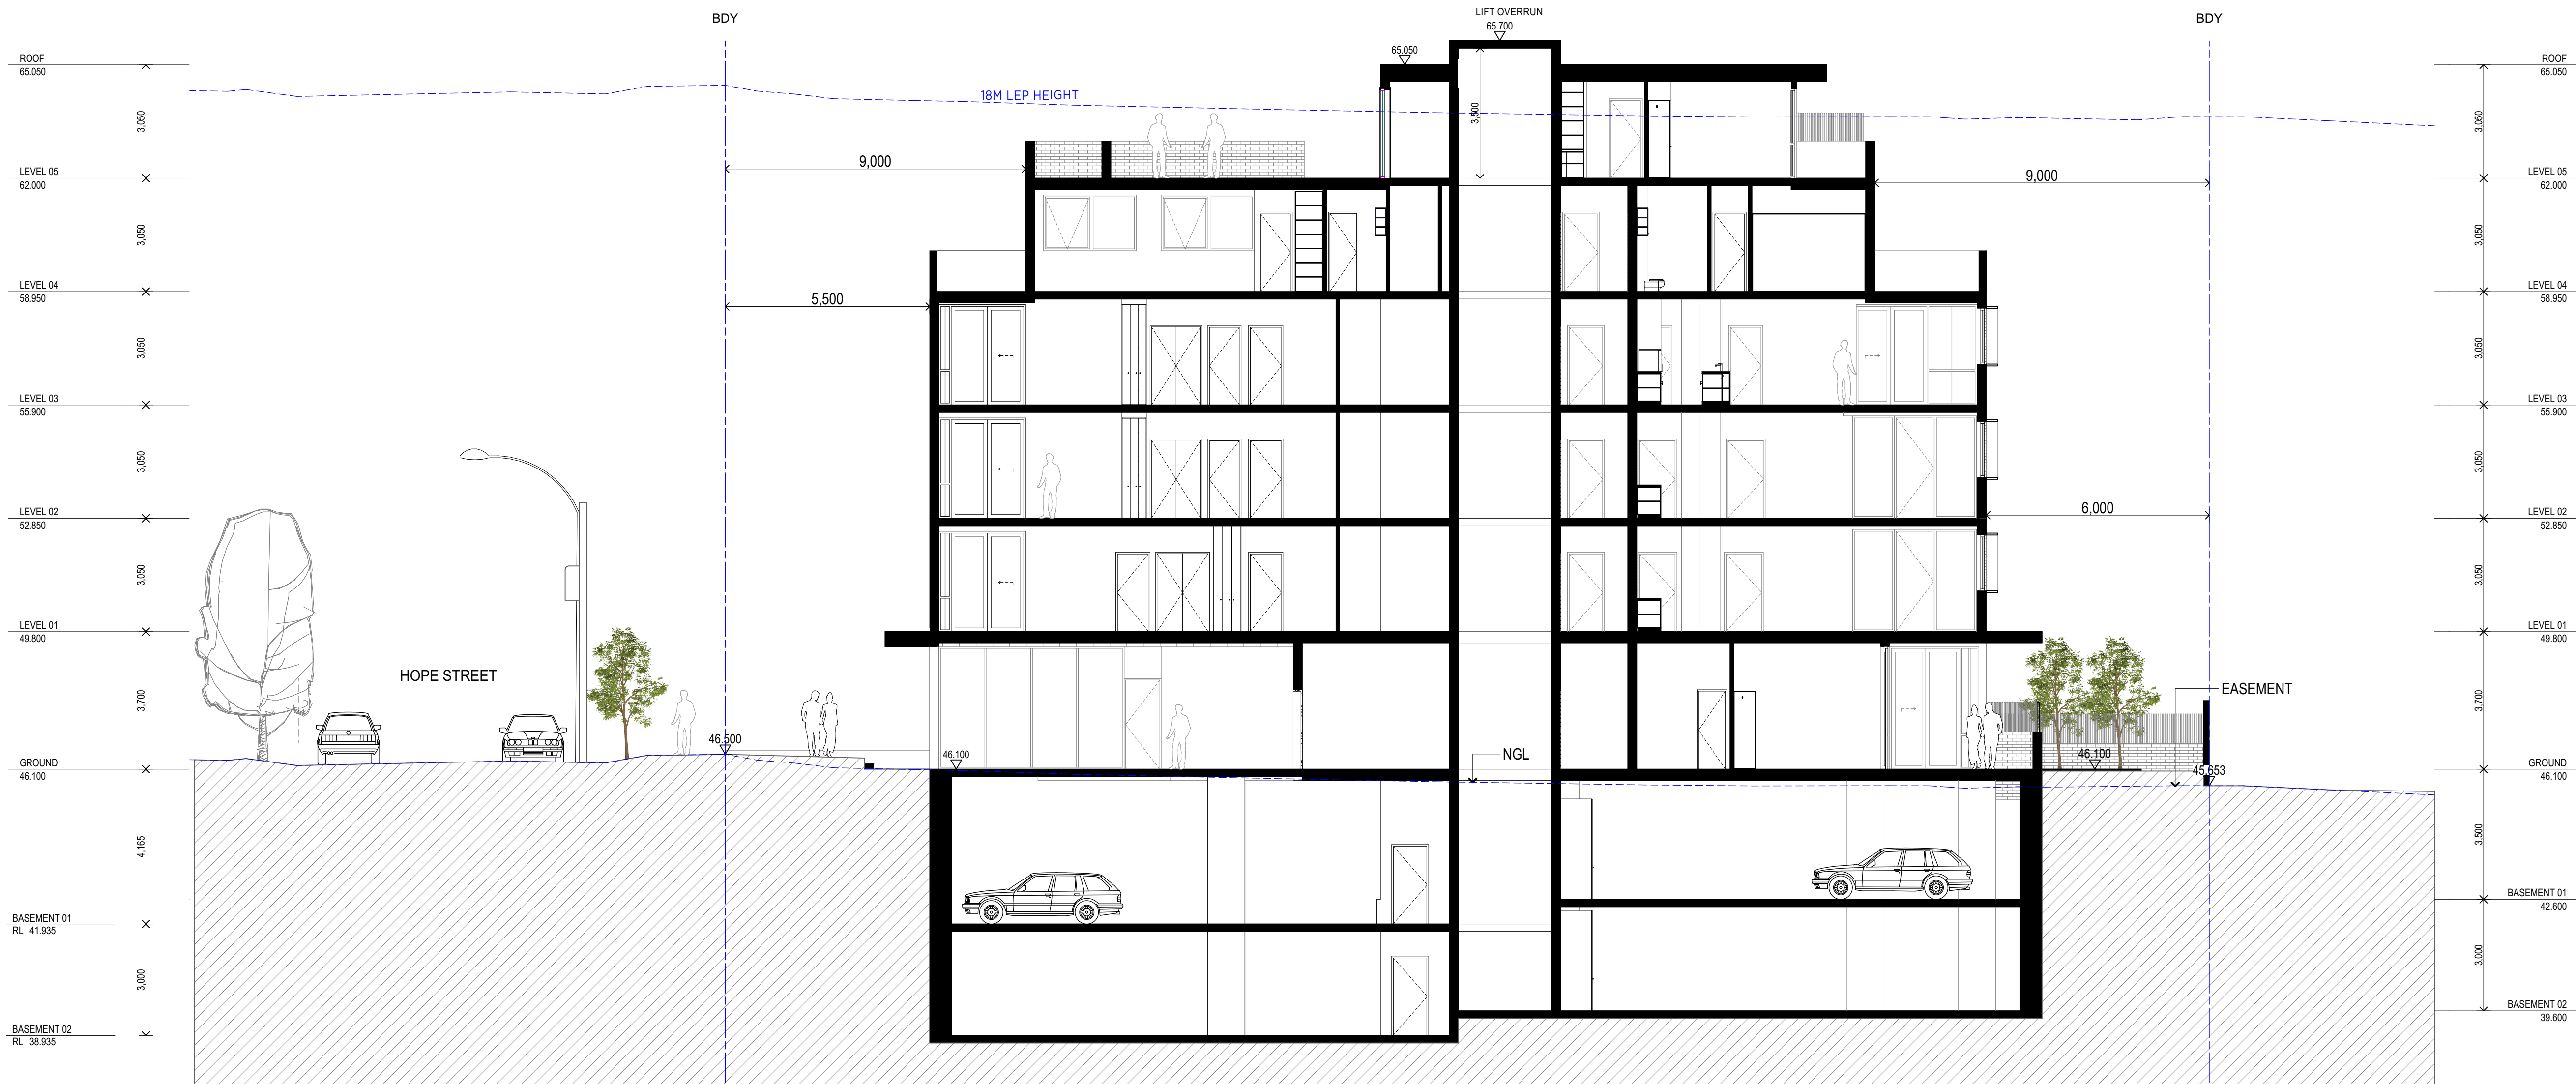 BDY
LIFT OVERRUN
65.700
BDY
65.050
ROOF
65.050
ROOF
65.050
18M LEP HEIGHT
3,050
3,500
3,050
9,000
LEVEL 05
62.000
9,000
LEVEL 05
62.000
3,050
3,050
LEVEL 04
58.950
5,500
LEVEL 04
58.950
3,050
3,050
LEVEL 03
55.900
LEVEL 03
55.900
3,050
3,050
LEVEL 02
52.850
6,000
LEVEL 02
52.850
3,050
3,050
LEVEL 01
49.800
LEVEL 01
49.800
HOPE STREET
EASEMENT
3,700
3,700
46.500
46.100
NGL
46.100
45.653
GROUND
46.100
GROUND
46.100
4,165
3,500
BASEMENT 01
RL 41.935
BASEMENT 01
42.600
3,000
3,000
BASEMENT 02
RL 38.935
BASEMENT 02
39.600